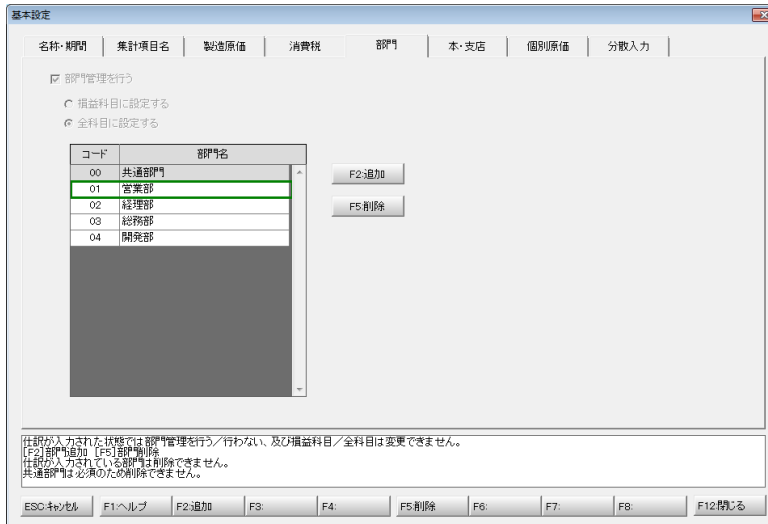 基本設定
名称・期間 集計項目名 製造原価 消費税 部門 本・支店 個別原価 分散入力
部門管理を行う
損益科目に設定する
全科目に設定する
コード 部門名
00 共通部門
01 営業部
02 経理部
03 総務部
04 開発部
F2:追加
F5:削除
仕訳が入力された状態では部門管理を行う／行わない、及び損益科目／全科目は変更できません。
[F2]部門追加 [F5]部門削除
仕訳が入力されている部門は削除できません。
共通部門は必須のため削除できません。
ESC:キャンセル F1:ヘルプ F2:追加 F3: F4: F5:削除 F6: F7: F8: F12:閉じる